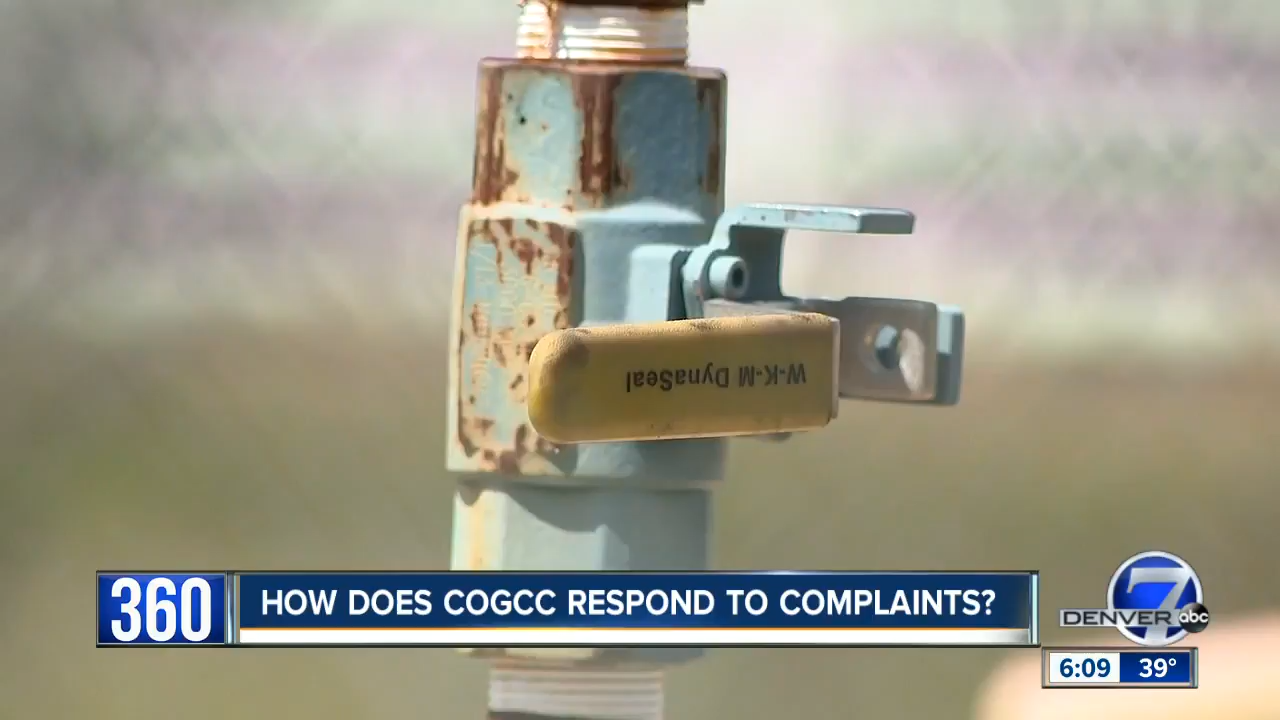 W-K-M DynaSeal
360
HOW DOES COGCC RESPOND TO COMPLAINTS?
DENVER 7 abc
6:09 39°